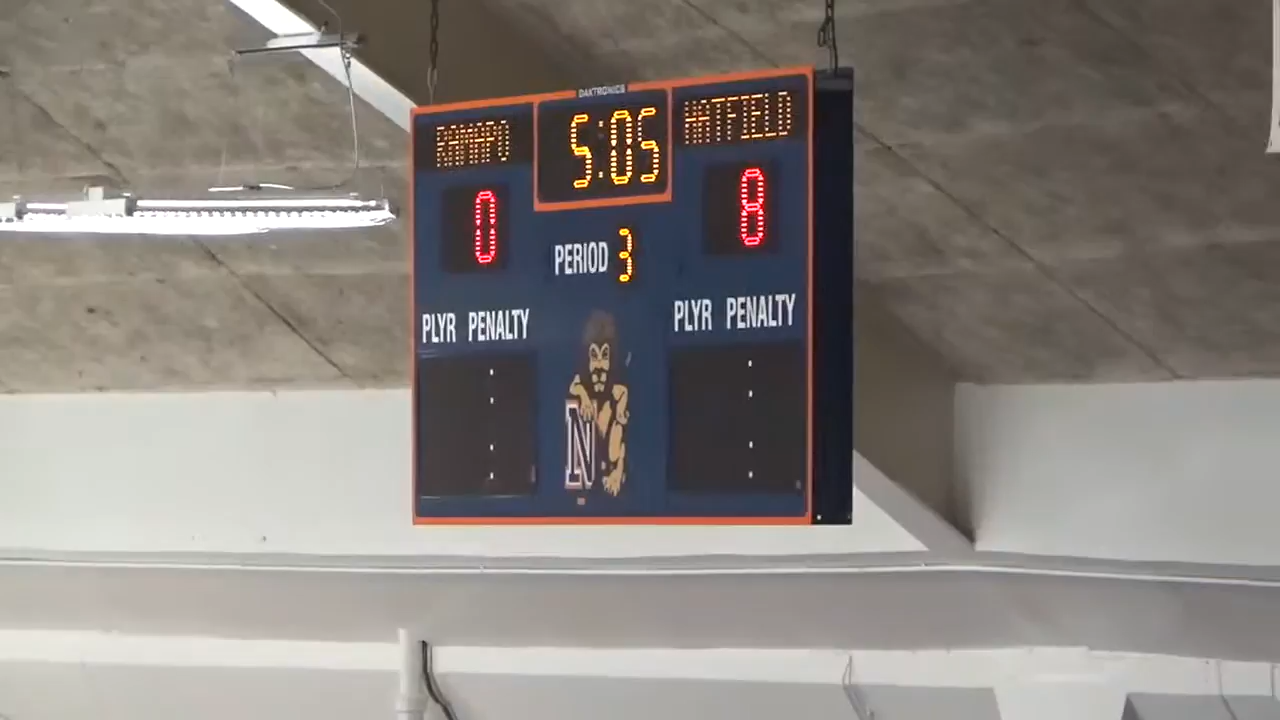 DAKTRONICS
RAMAPO 5:05 HATFIELD
0 8
PERIOD 3
PLYR PENALTY PLYR PENALTY
N